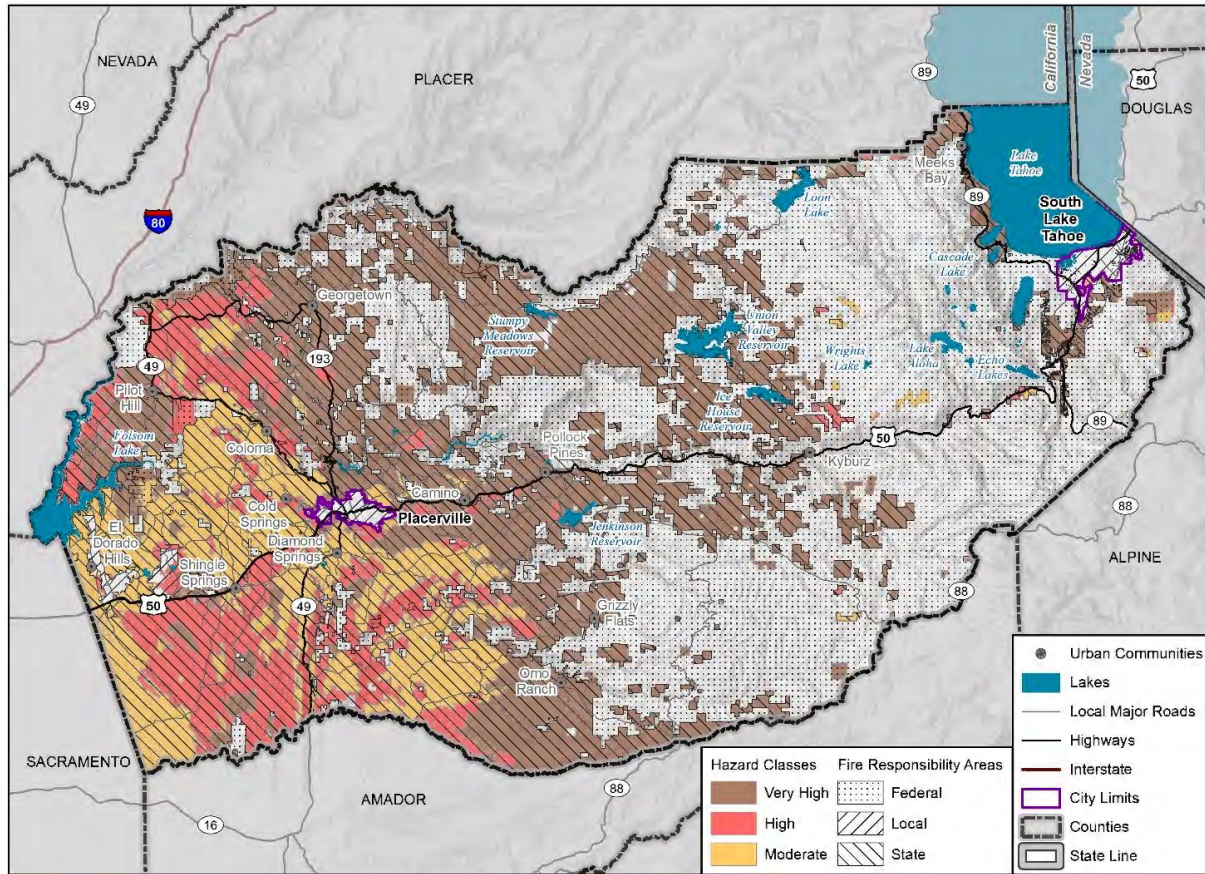 NEVADA
49
PLACER
89
California
Nevada
50
DOUGLAS
80
Meeks
Bay
Lake
Tahoe
89
South
Lake
Tahoe
Loon
Lake
Cascade
Lake
Georgetown
Stumpy
Meadows
Reservoir
Union
Valley
Reservoir
193
49
Wrights
Lake
Lake
Aloha
Echo
Lakes
Ice
House
Reservoir
Pilot
Hill
Folsom
Lake
Coloma
Pollock
Pines
50
Kyburz
89
Cold
Springs
Camino
Placerville
88
El
Dorado
Hills
Diamond
Springs
Jenkinson
Reservoir
Shingle
Springs
ALPINE
50
49
Grizzly
Flats
88
Omo
Ranch
SACRAMENTO
AMADOR
88
16
Hazard Classes
Very High
High
Moderate
Fire Responsibility Areas
Federal
Local
State
Urban Communities
Lakes
Local Major Roads
Highways
Interstate
City Limits
Counties
State Line